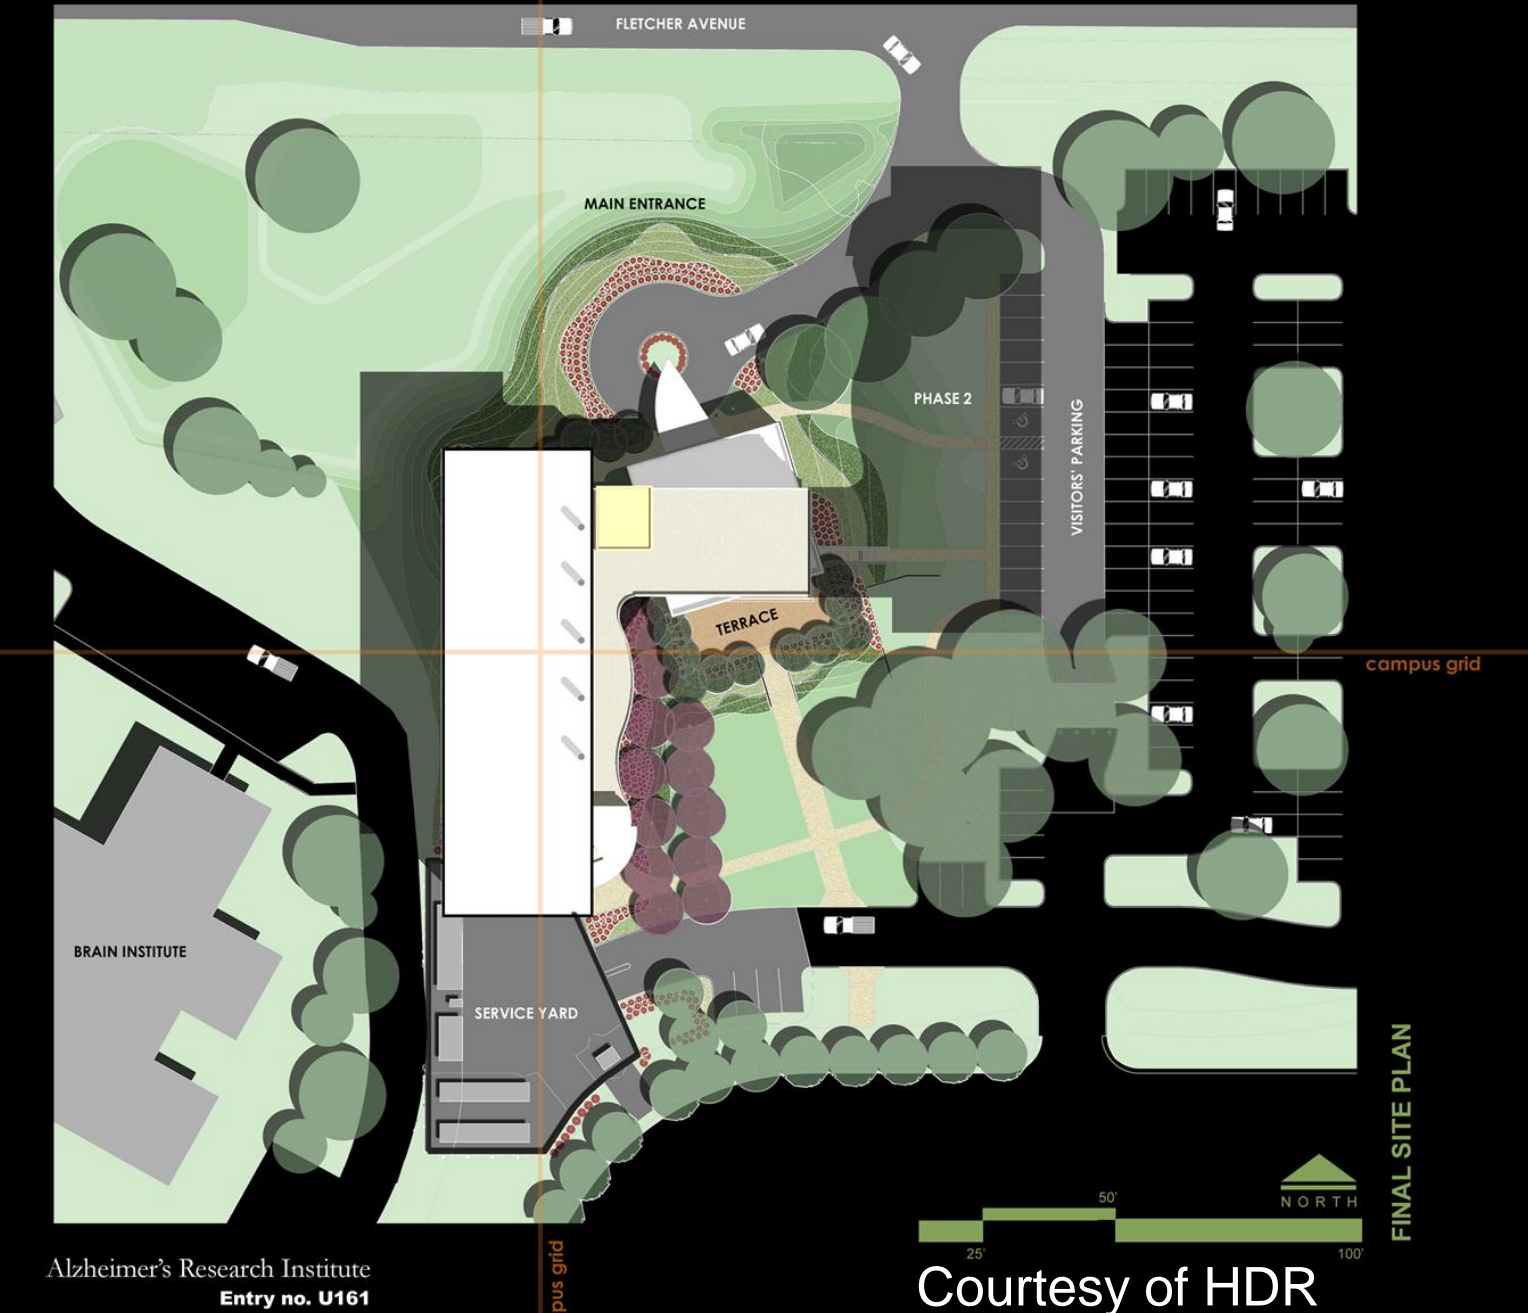 FLETCHER AVENUE
MAIN ENTRANCE
PHASE 2
VISITORS' PARKING
TERRACE
campus grid
BRAIN INSTITUTE
SERVICE YARD
FINAL SITE PLAN
NORTH
50'
25'
100'
pus grid
Alzheimer's Research Institute
Entry no. U161
Courtesy of HDR